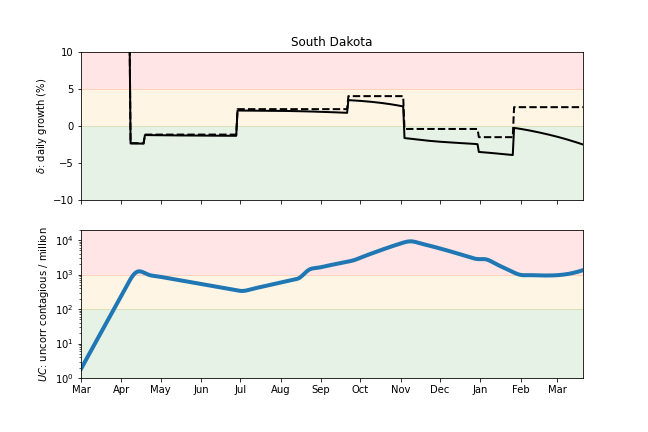 South Dakota
10
5
0
−5
−10
δ: daily growth (%)
10⁴
10³
10²
10¹
10⁰
UC: uncorr contagious / million
Mar Apr May Jun Jul Aug Sep Oct Nov Dec Jan Feb Mar